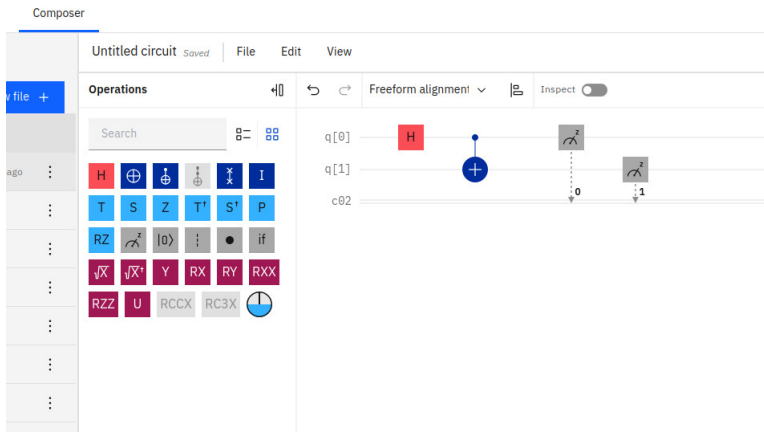 Composer
Untitled circuit Saved File Edit View
v file +
Operations
Freeform alignment
Inspect
Search
ago
H I
T S Z T† S† P
RZ z |0⟩ if
√X √X† Y RX RY RXX
RZZ U RCCX RC3X
q[0] H z
q[1] + z
0 1
c02